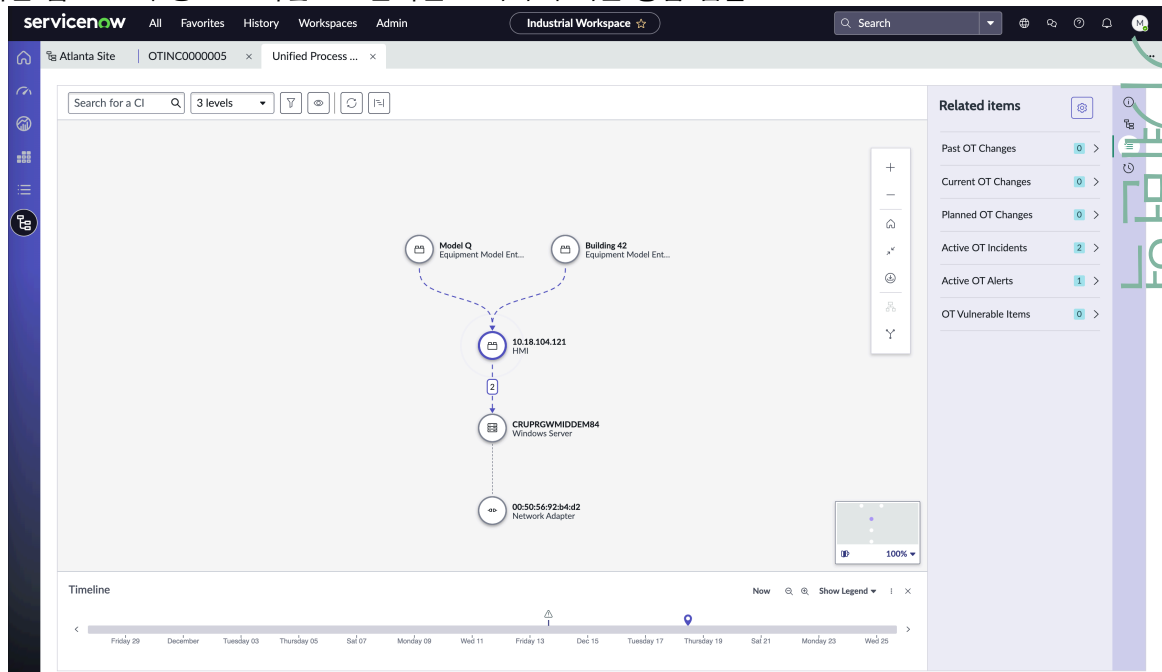 servicenow All Favorites History Workspaces Admin Industrial Workspace Search M
Atlanta Site OTINC0000005 × Unified Process ... ×
Search for a CI 3 levels
Related items
Past OT Changes 0
Current OT Changes 0
Planned OT Changes 0
Active OT Incidents 2
Active OT Alerts 1
OT Vulnerable Items 0
Model Q
Equipment Model Ent...
Building 42
Equipment Model Ent...
10.18.104.121
HMI
2
CRUPRGWMIDDEM84
Windows Server
00:50:56:92:b4:d2
Network Adapter
100%
Timeline Now Show Legend
Friday 29 December Tuesday 03 Thursday 05 Sat 07 Monday 09 Wed 11 Friday 13 Dec 15 Tuesday 17 Thursday 19 Sat 21 Monday 23 Wed 25